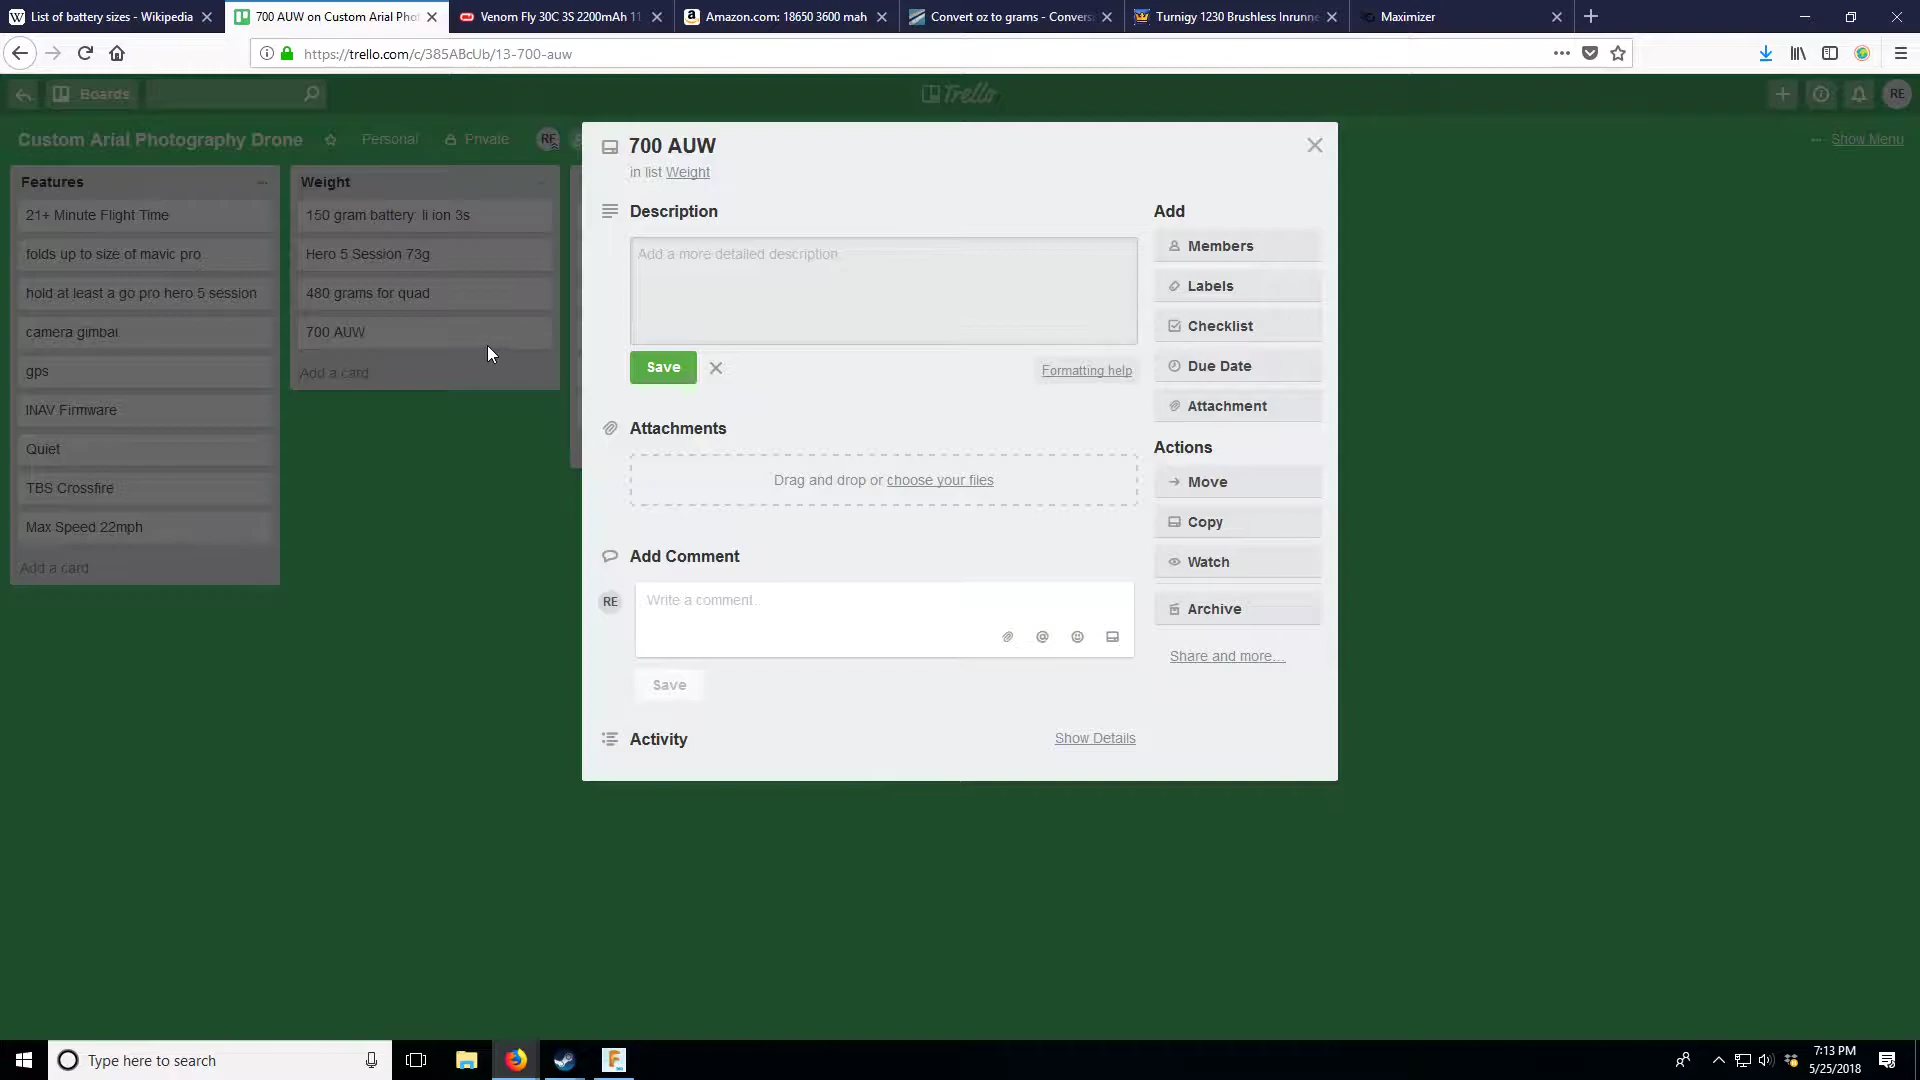 List of battery sizes - Wikipedia
700 AUW on Custom Arial Pho
Venom Fly 30C 3S 2200mAh 11
Amazon.com: 18650 3600 mah
Convert oz to grams - Convers
Turnigy 1230 Brushless Inrunne
Maximizer
https://trello.com/c/385ABcUb/13-700-auw
Boards
Trello
RE
Custom Arial Photography Drone
Personal
Private
RE
Show Menu
Features
21+ Minute Flight Time
folds up to size of mavic pro
hold at least a go pro hero 5 session
camera gimbal
gps
INAV Firmware
Quiet
TBS Crossfire
Max Speed 22mph
Add a card
Weight
150 gram battery: li ion 3s
Hero 5 Session 73g
480 grams for quad
700 AUW
Add a card
700 AUW
in list Weight
Description
Add a more detailed description
Save
Formatting help
Attachments
Drag and drop or choose your files
Add Comment
RE
Write a comment…
Save
Activity
Show Details
Add
Members
Labels
Checklist
Due Date
Attachment
Actions
Move
Copy
Watch
Archive
Share and more…
Type here to search
7:13 PM
5/25/2018